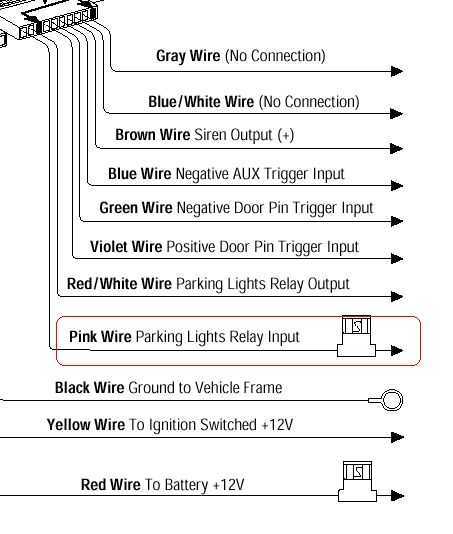 Gray Wire (No Connection)
Blue/White Wire (No Connection)
Brown Wire Siren Output (+)
Blue Wire Negative AUX Trigger Input
Green Wire Negative Door Pin Trigger Input
Violet Wire Positive Door Pin Trigger Input
Red/White Wire Parking Lights Relay Output
Pink Wire Parking Lights Relay Input
Black Wire Ground to Vehicle Frame
Yellow Wire To Ignition Switched +12V
Red Wire To Battery +12V